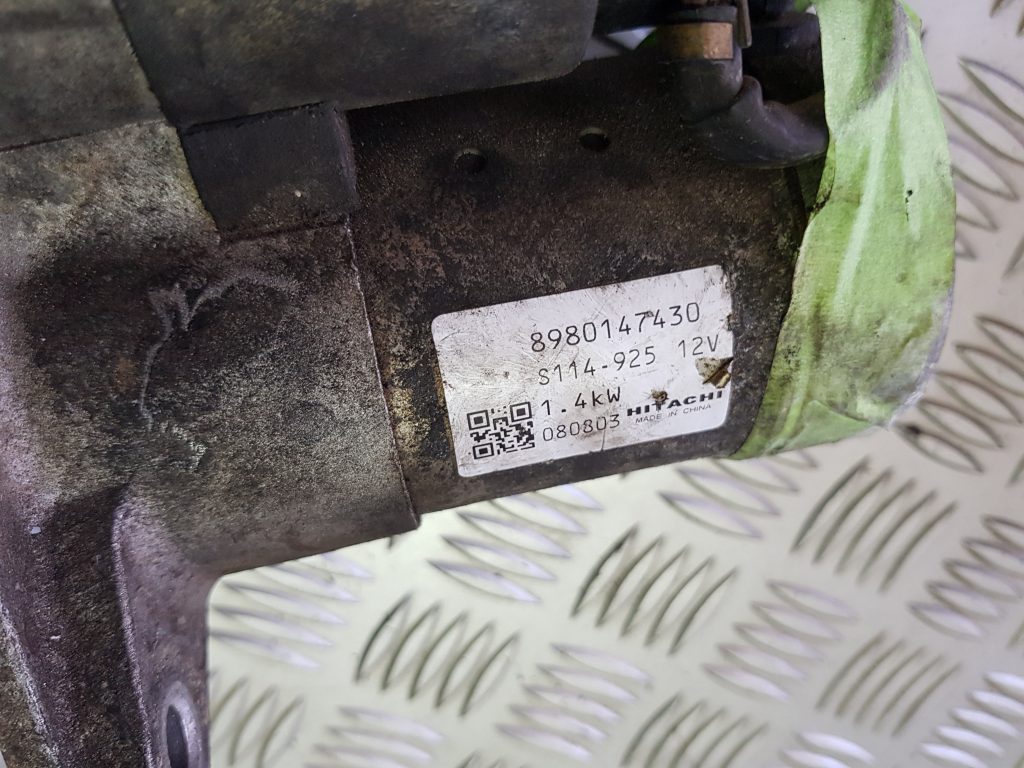 8980147430
S114-925 12V
1.4kW
080803 HITACHI
MADE IN CHINA